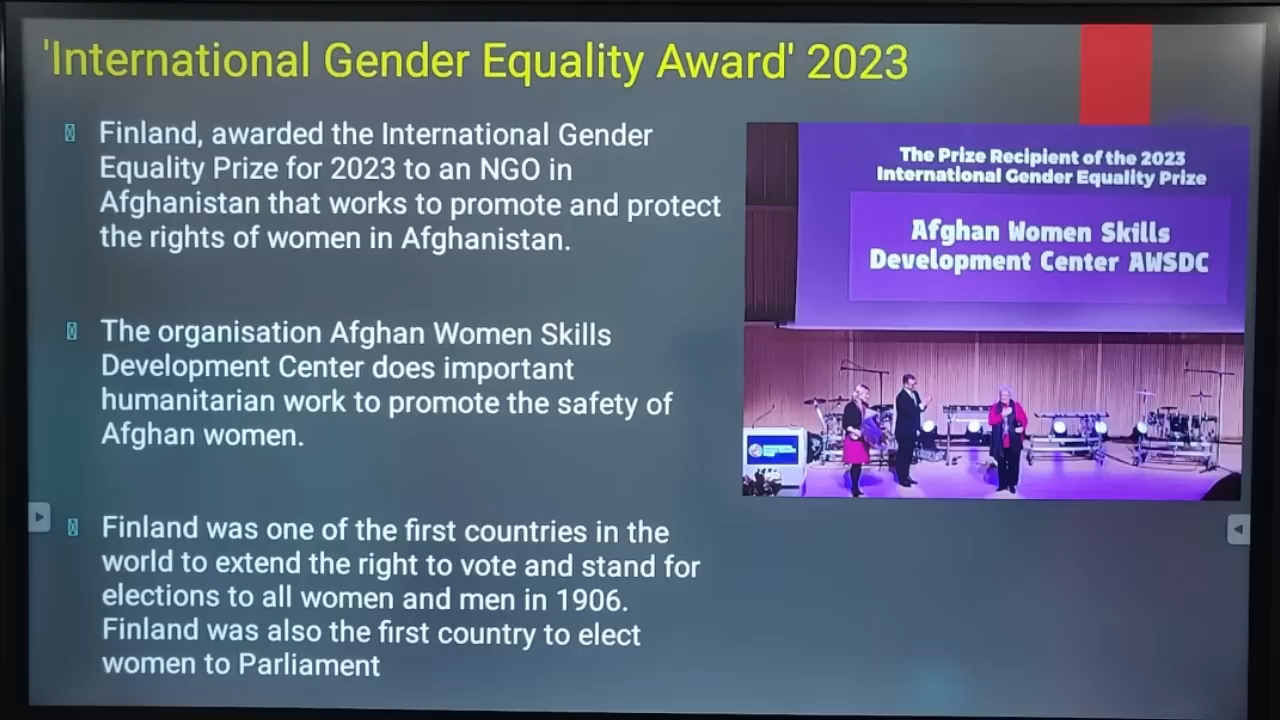 'International Gender Equality Award' 2023
Finland, awarded the International Gender
Equality Prize for 2023 to an NGO in
Afghanistan that works to promote and protect
the rights of women in Afghanistan.
The organisation Afghan Women Skills
Development Center does important
humanitarian work to promote the safety of
Afghan women.
Finland was one of the first countries in the
world to extend the right to vote and stand for
elections to all women and men in 1906.
Finland was also the first country to elect
women to Parliament
The Prize Recipient of the 2023
International Gender Equality Prize
Afghan Women Skills
Development Center AWSDC